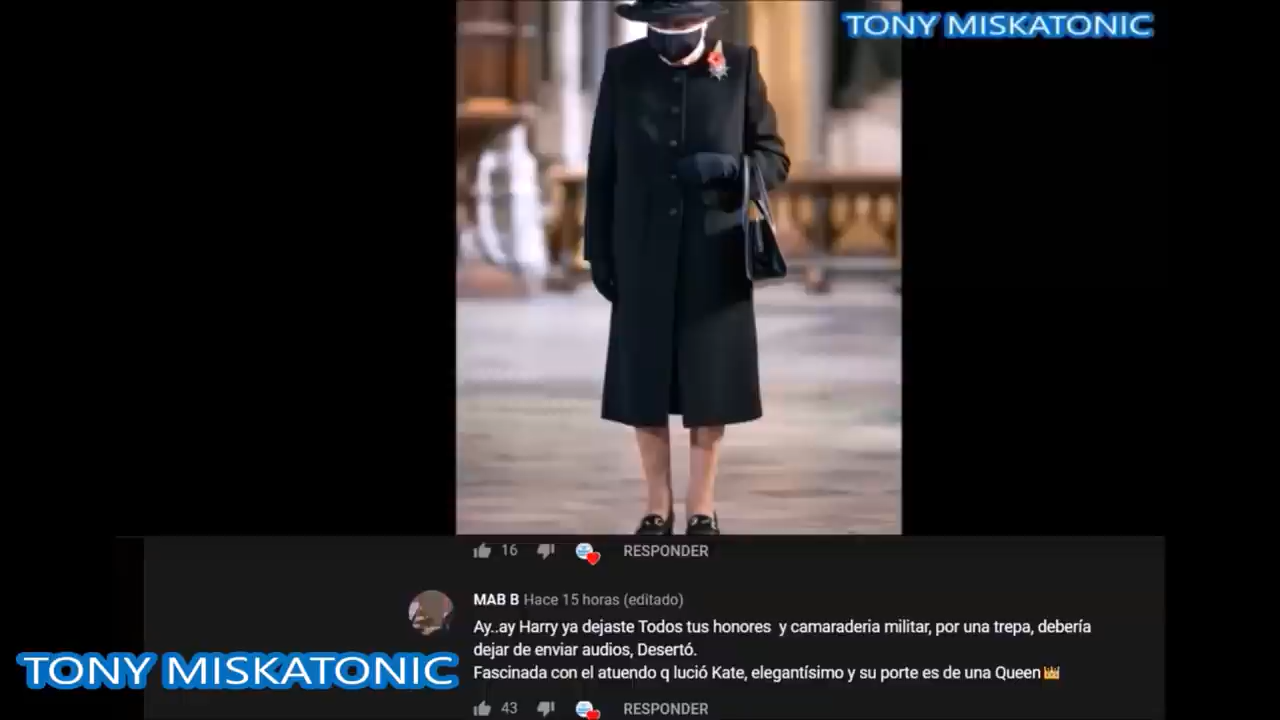 TONY MISKATONIC
16 RESPONDER
MAB B Hace 15 horas (editado)
Ay..ay Harry ya dejaste Todos tus honores y camaraderia militar, por una trepa, debería
dejar de enviar audios, Desertó.
Fascinada con el atuendo q lució Kate, elegantísimo y su porte es de una Queen👑
TONY MISKATONIC
43 RESPONDER